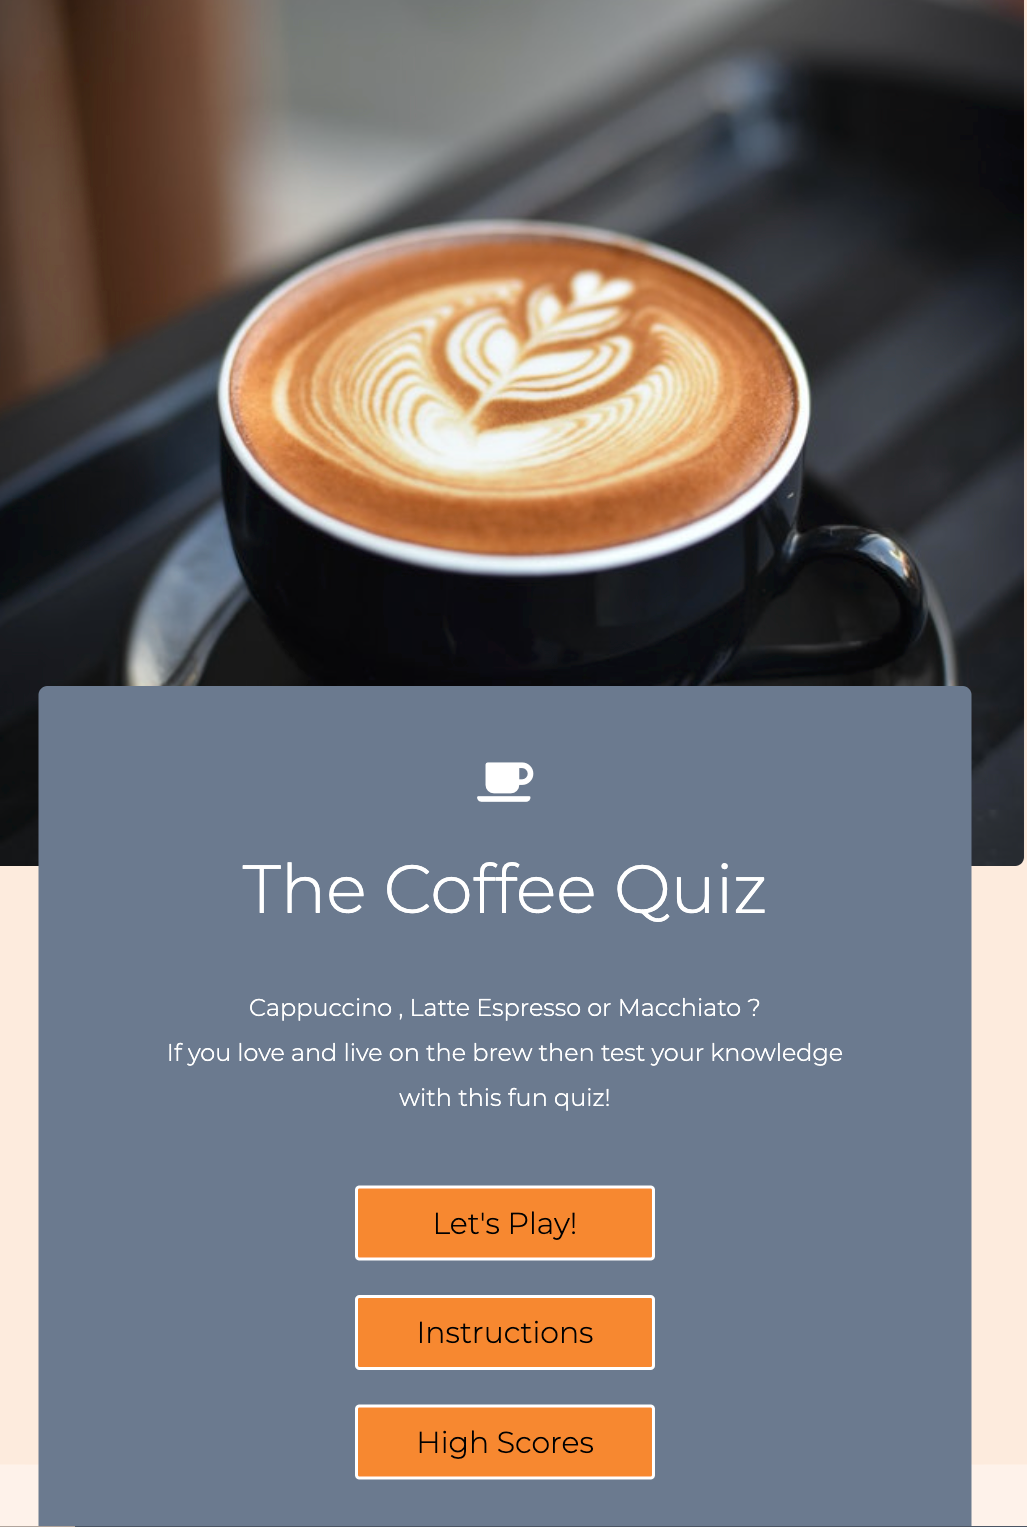 The Coffee Quiz
Cappuccino , Latte Espresso or Macchiato ?
If you love and live on the brew then test your knowledge
with this fun quiz!
Let's Play!
Instructions
High Scores